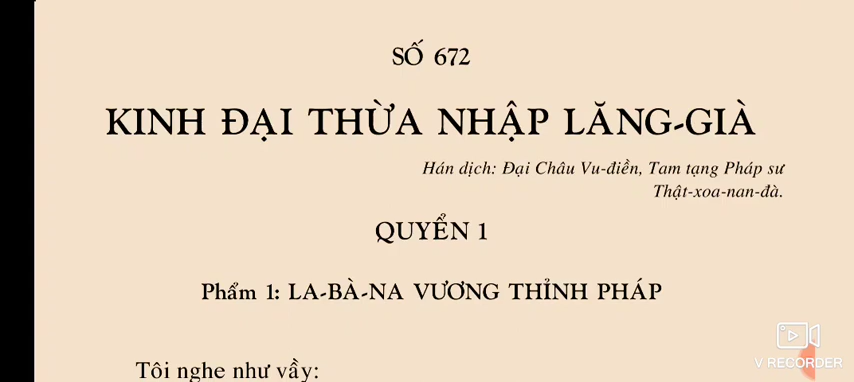 SỐ 672
KINH ĐẠI THỪA NHẬP LĂNG-GIÀ
Hán dịch: Đại Châu Vu-điền, Tam tạng Pháp sư
Thật-xoa-nan-đà.
QUYỂN 1
Phẩm 1: LA-BÀ-NA VƯƠNG THỈNH PHÁP
Tôi nghe như vầy:
V RECORDER